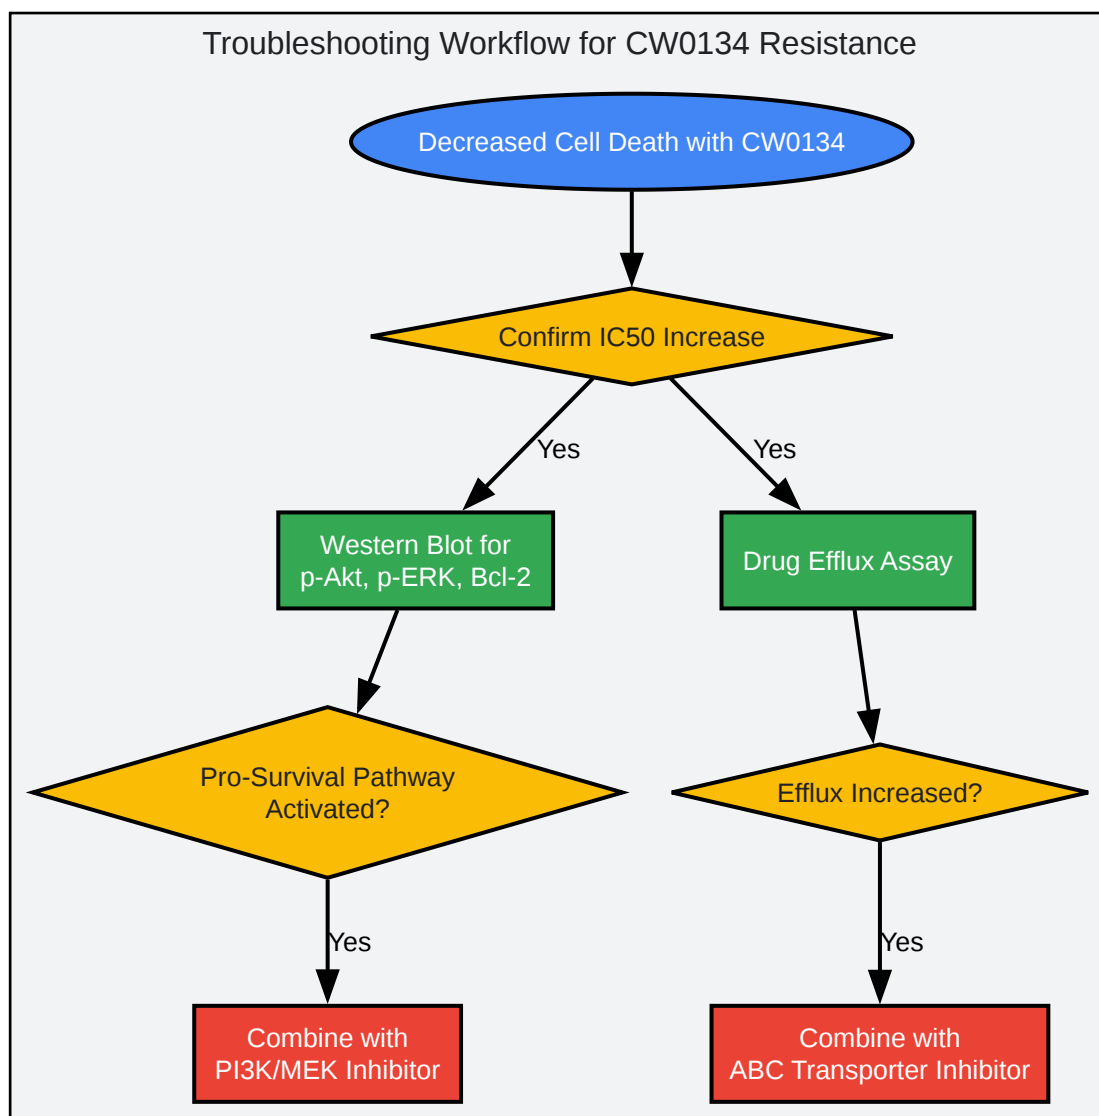 Troubleshooting Workflow for CW0134 Resistance
Decreased Cell Death with CW0134
Confirm IC50 Increase
Yes
Yes
Western Blot for
p-Akt, p-ERK, Bcl-2
Drug Efflux Assay
Pro-Survival Pathway
Activated?
Efflux Increased?
Yes
Yes
Combine with
PI3K/MEK Inhibitor
Combine with
ABC Transporter Inhibitor